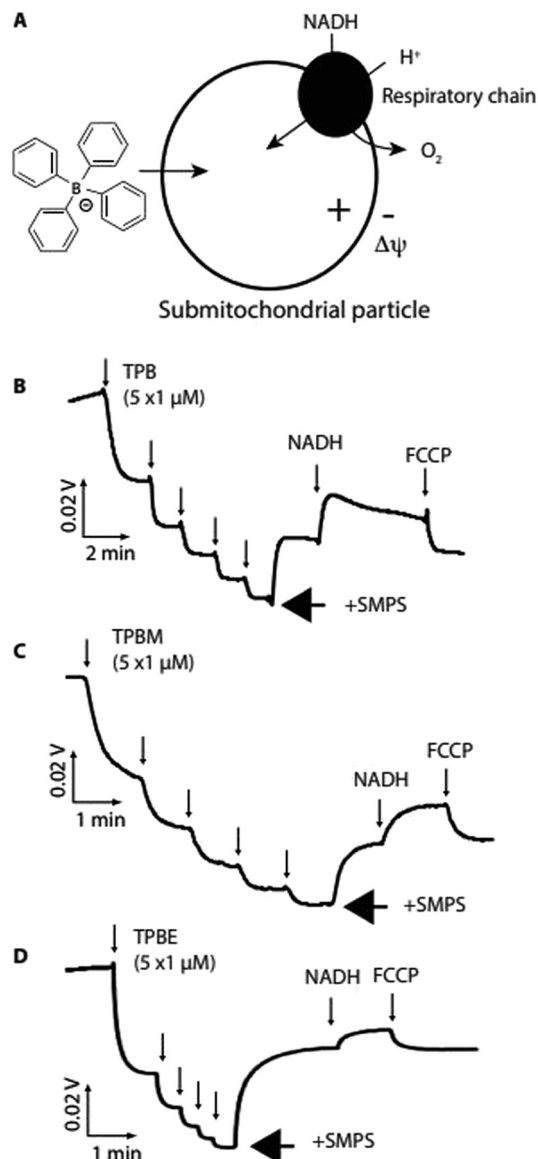 A
NADH
H⁺
Respiratory chain
O₂
B
⊖
+ -
Δψ
Submitochondrial particle
B
TPB
(5 x1 µM)
NADH
FCCP
0.02 V
2 min
+SMPS
C
TPBM
(5 x1 µM)
FCCP
NADH
0.02 V
1 min
+SMPS
D
TPBE
(5 x1 µM)
NADH FCCP
0.02 V
1 min
+SMPS